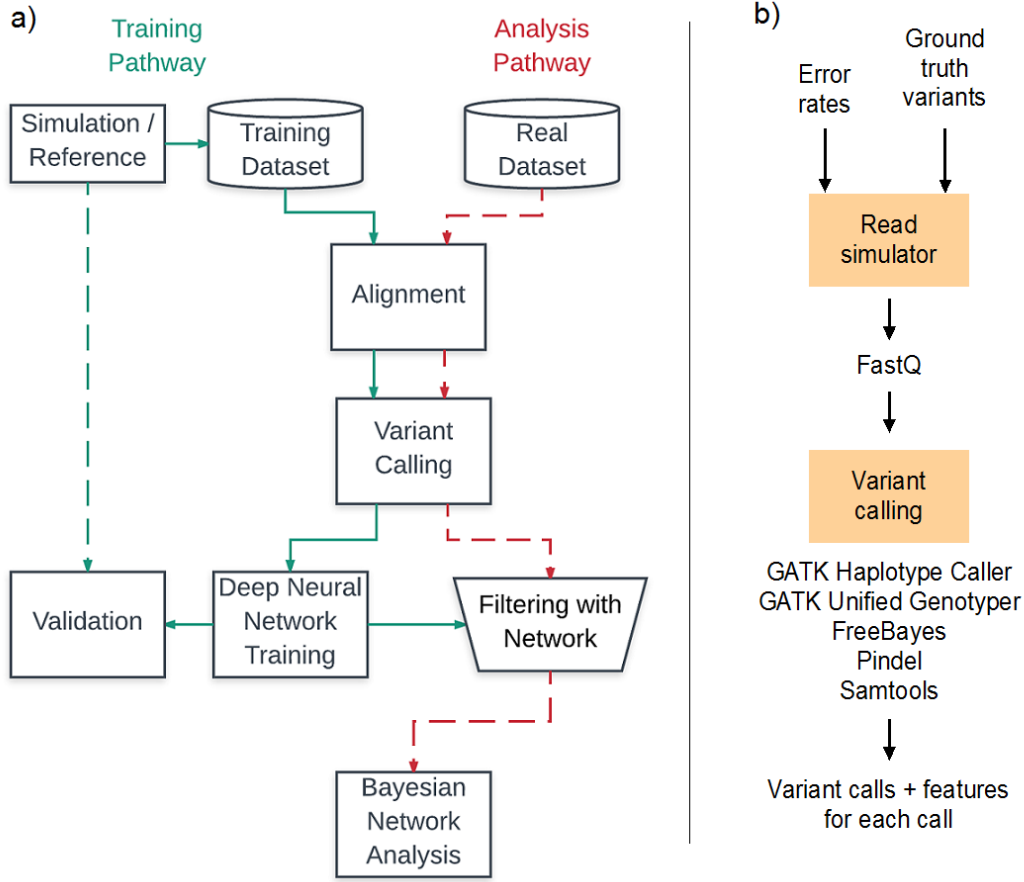 a)
Training
Pathway
Analysis
Pathway
Simulation /
Reference
Training
Dataset
Real
Dataset
Alignment
Variant
Calling
Validation
Deep Neural
Network
Training
Filtering with
Network
Bayesian
Network
Analysis
b)
Error
rates
Ground
truth
variants
Read
simulator
FastQ
Variant
calling
GATK Haplotype Caller
GATK Unified Genotyper
FreeBayes
Pindel
Samtools
Variant calls + features
for each call